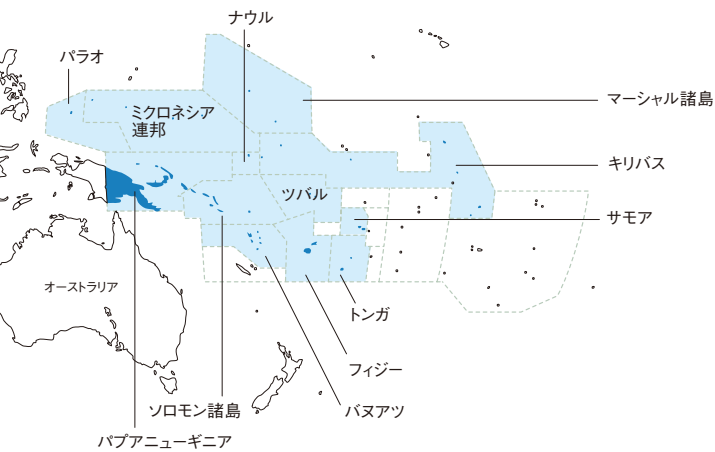 ナウル
パラオ
マーシャル諸島
ミクロネシア
連邦
キリバス
ツバル
サモア
オーストラリア
トンガ
フィジー
ソロモン諸島
バヌアツ
パプアニューギニア